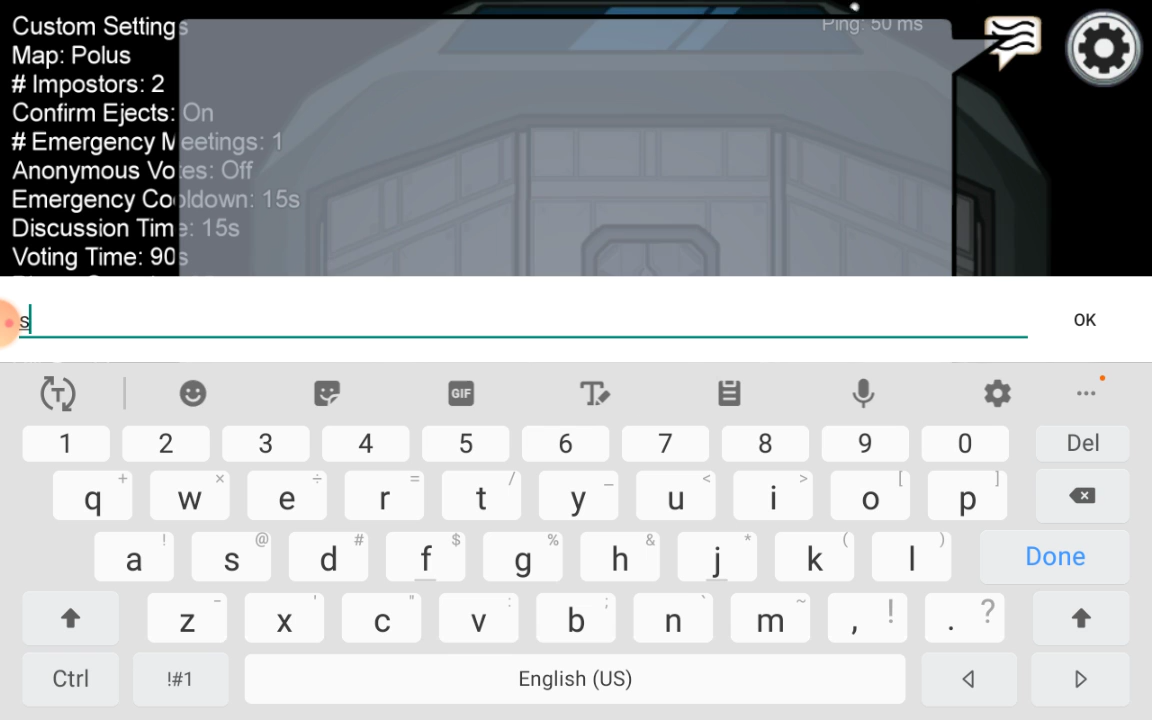 Custom Settings
Ping: 50 ms
Map: Polus
# Impostors: 2
Confirm Ejects: On
# Emergency Meetings: 1
Anonymous Votes: Off
Emergency Cooldown: 15s
Discussion Time: 15s
Voting Time: 90s
s
OK
T GIF T ...
1 2 3 4 5 6 7 8 9 0 Del
q + w × e ÷ r = t / y _ u < i > o [ p ]
a ! s @ d # f $ g % h & j * k ( l ) Done
z - x ' c " v : b ; n ` m ~ , ! . ?
Ctrl !#1 English (US)